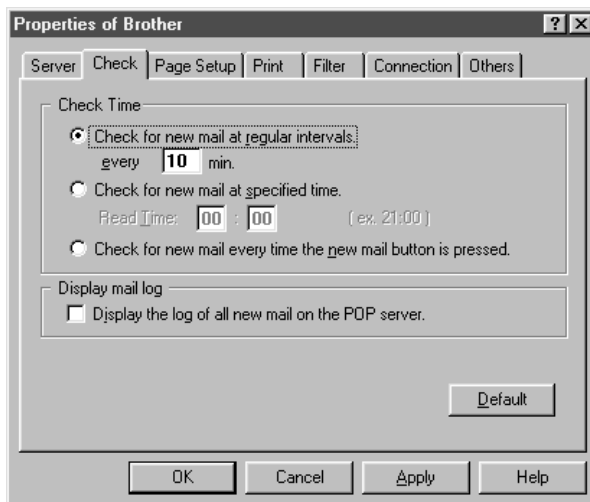 Properties of Brother
Server Check Page Setup Print Filter Connection Others
Check Time
Check for new mail at regular intervals.
every 10 min.
Check for new mail at specified time.
Read Time: 00 : 00 ( ex. 21:00 )
Check for new mail every time the new mail button is pressed.
Display mail log
Display the log of all new mail on the POP server.
Default
OK Cancel Apply Help